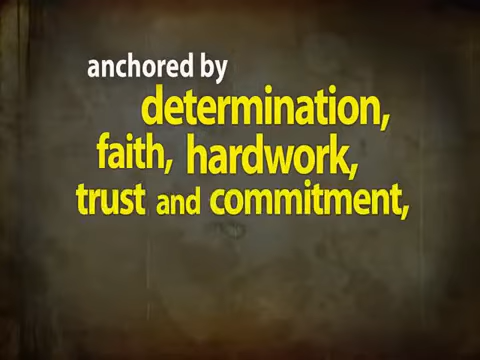 anchored by
determination,
faith, hardwork,
trust and commitment,